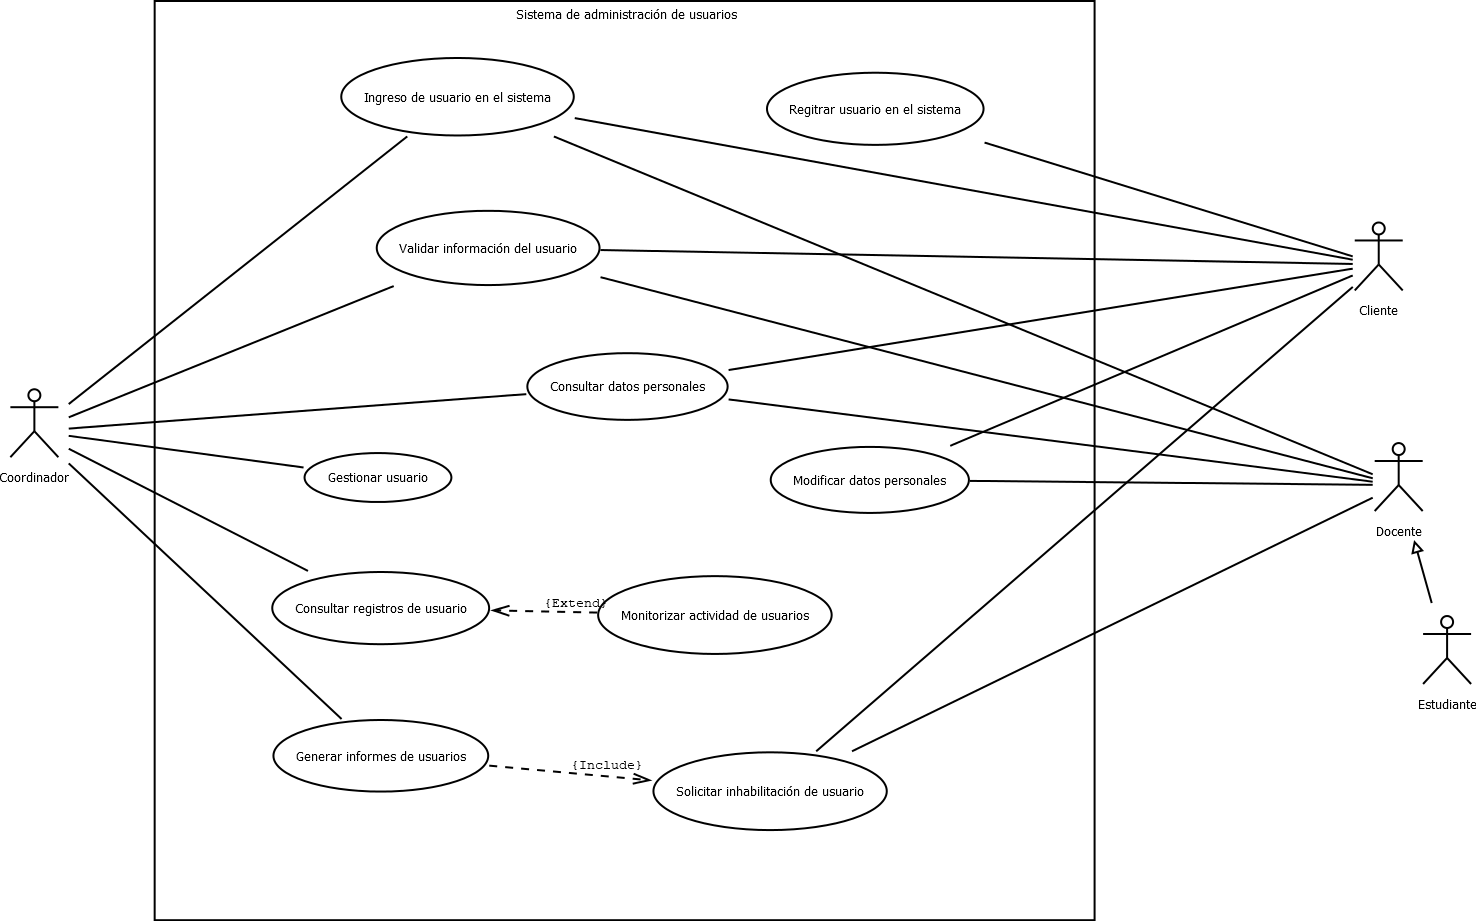 Sistema de administración de usuarios
Ingreso de usuario en el sistema
Regitrar usuario en el sistema
Validar información del usuario
Cliente
Consultar datos personales
Coordinador
Gestionar usuario
Modificar datos personales
Docente
Consultar registros de usuario
{Extend}
Monitorizar actividad de usuarios
Estudiante
Generar informes de usuarios
{Include}
Solicitar inhabilitación de usuario